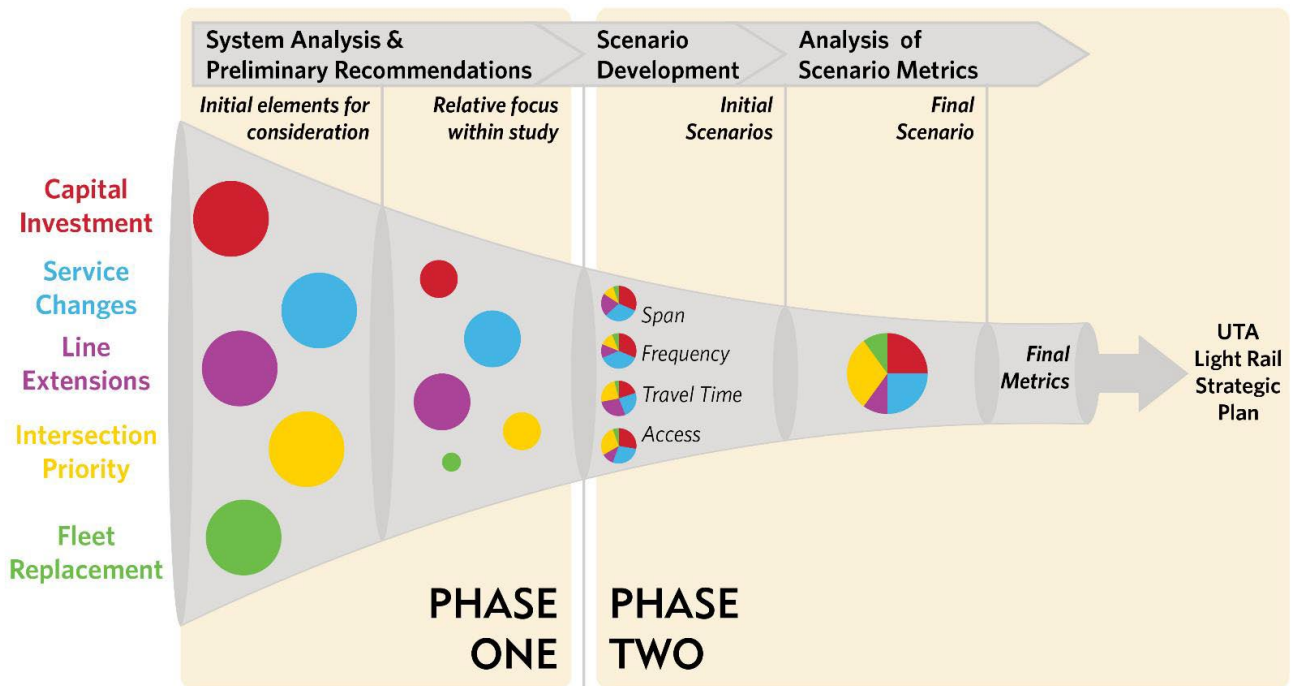 System Analysis &
Preliminary Recommendations
Scenario
Development
Analysis of
Scenario Metrics
Initial elements for
consideration
Relative focus
within study
Initial
Scenarios
Final
Scenario
Capital
Investment
Service
Changes
Line
Extensions
Intersection
Priority
Fleet
Replacement
Span
Frequency
Travel Time
Access
Final
Metrics
UTA
Light Rail
Strategic
Plan
PHASE
ONE
PHASE
TWO